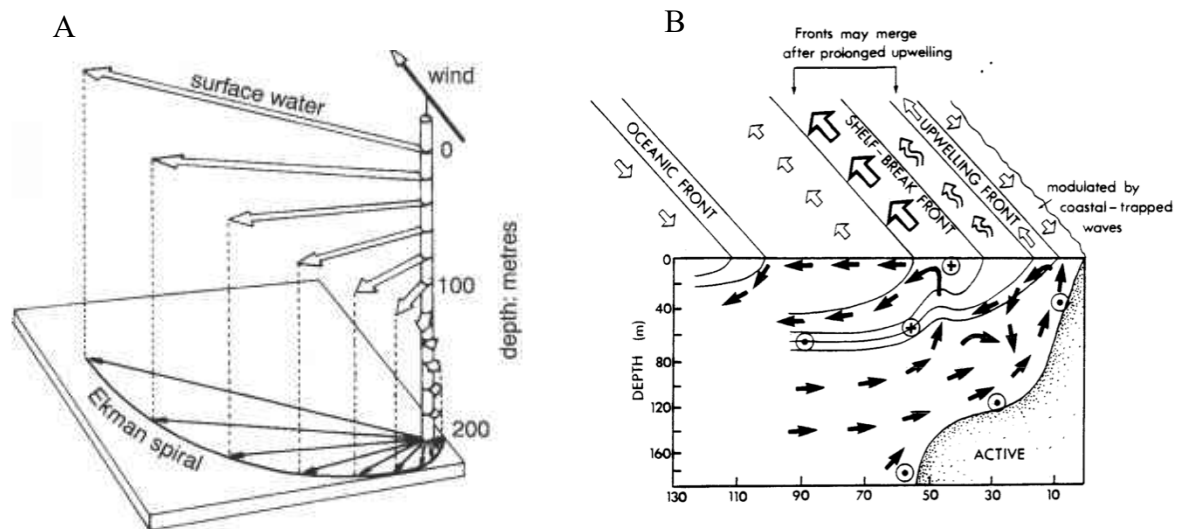 A
wind
surface water
0
100
200
depth: metres
Ekman spiral
B
Fronts may merge
after prolonged upwelling
OCEANIC FRONT
SHELF-BREAK FRONT
UPWELLING FRONT
modulated by
coastal-trapped
waves
DEPTH (m)
0
40
80
120
160
ACTIVE
130 110 90 70 50 30 10